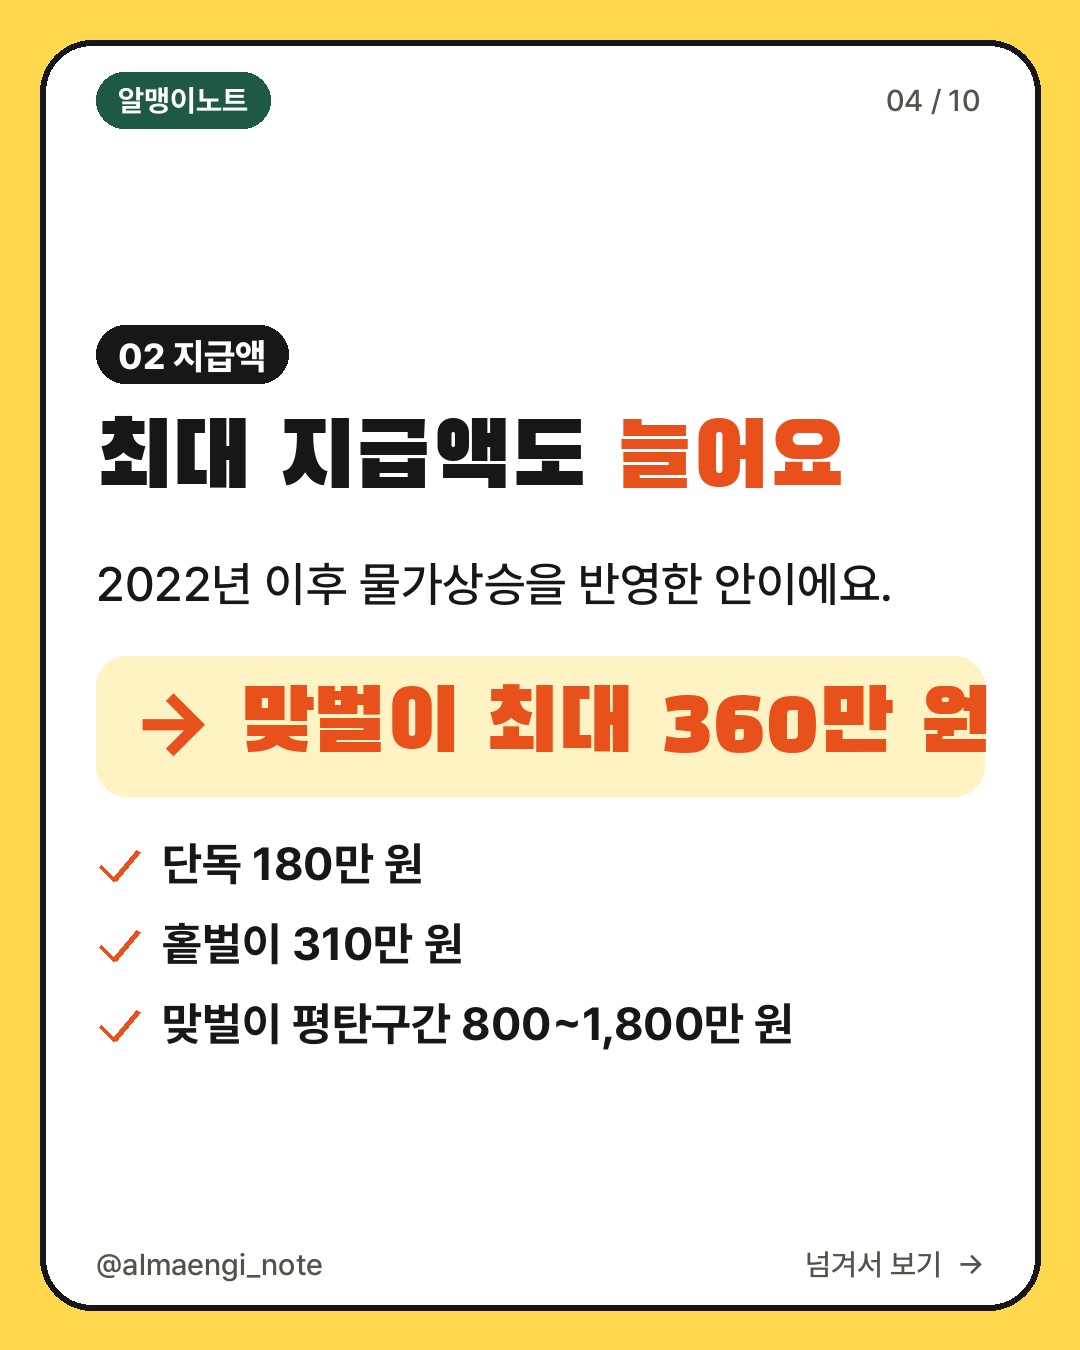 알맹이노트
04 / 10
02 지급액
최대 지급액도 늘어요
2022년 이후 물가상승을 반영한 안이에요.
→ 맞벌이 최대 360만 원
단독 180만 원
홑벌이 310만 원
맞벌이 평탄구간 800~1,800만 원
@almaengi_note
넘겨서 보기 →